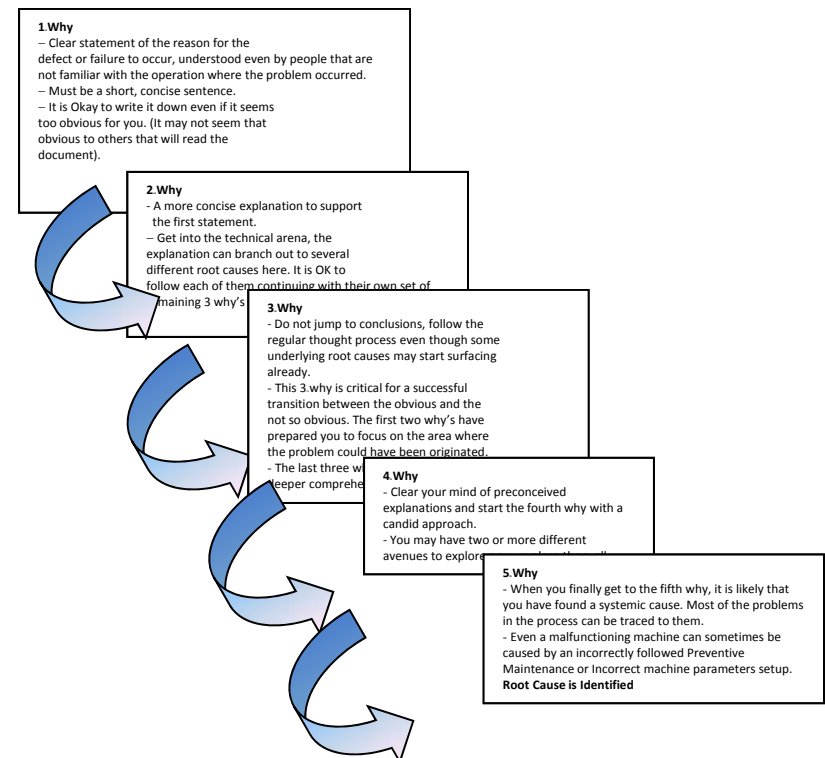 1.Why
– Clear statement of the reason for the
defect or failure to occur, understood even by people that are
not familiar with the operation where the problem occurred.
– Must be a short, concise sentence.
– It is Okay to write it down even if it seems
too obvious for you. (It may not seem that
obvious to others that will read the
document).
2.Why
- A more concise explanation to support
the first statement.
– Get into the technical arena, the
explanation can branch out to several
different root causes here. It is OK to
follow each of them continuing with their own set of
3 why's
3.Why
- Do not jump to conclusions, follow the
regular thought process even though some
underlying root causes may start surfacing
already.
- This 3.why is critical for a successful
transition between the obvious and the
not so obvious. The first two why's have
prepared you to focus on the area where
the problem could have been originated.
- The last three
4.Why
- Clear your mind of preconceived
explanations and start the fourth why with a
candid approach.
- You may have two or more different
avenues to explore
5.Why
- When you finally get to the fifth why, it is likely that
you have found a systemic cause. Most of the problems
in the process can be traced to them.
- Even a malfunctioning machine can sometimes be
caused by an incorrectly followed Preventive
Maintenance or Incorrect machine parameters setup.
Root Cause is Identified